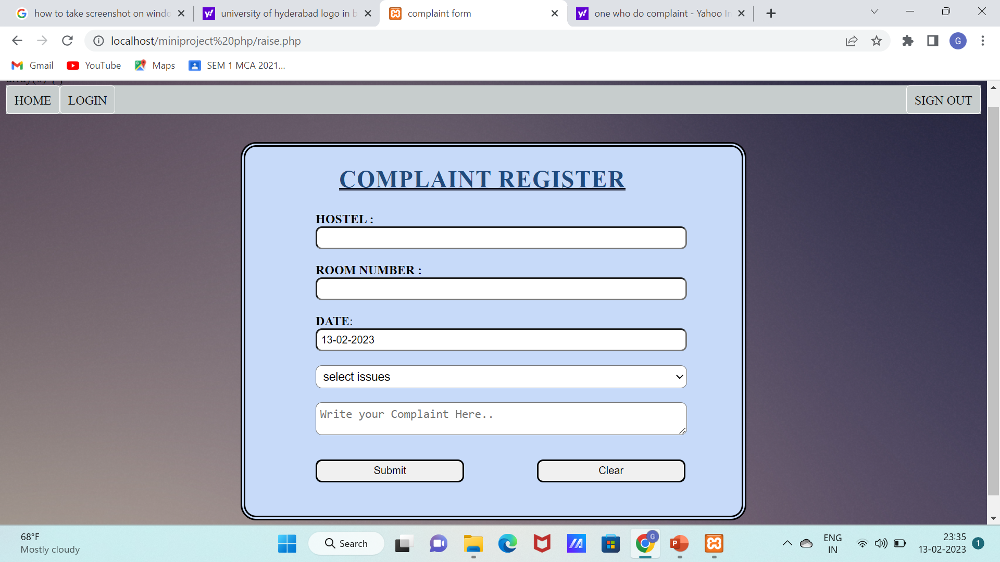 how to take screenshot on windo
university of hyderabad logo in b
complaint form
one who do complaint - Yahoo In
localhost/miniproject%20php/raise.php
G
Gmail
YouTube
Maps
SEM 1 MCA 2021...
HOME
LOGIN
SIGN OUT
COMPLAINT REGISTER
HOSTEL :
ROOM NUMBER :
DATE:
13-02-2023
select issues
Write your Complaint Here..
Submit
Clear
68°F
Mostly cloudy
Search
G
ENG
IN
23:35
13-02-2023
1